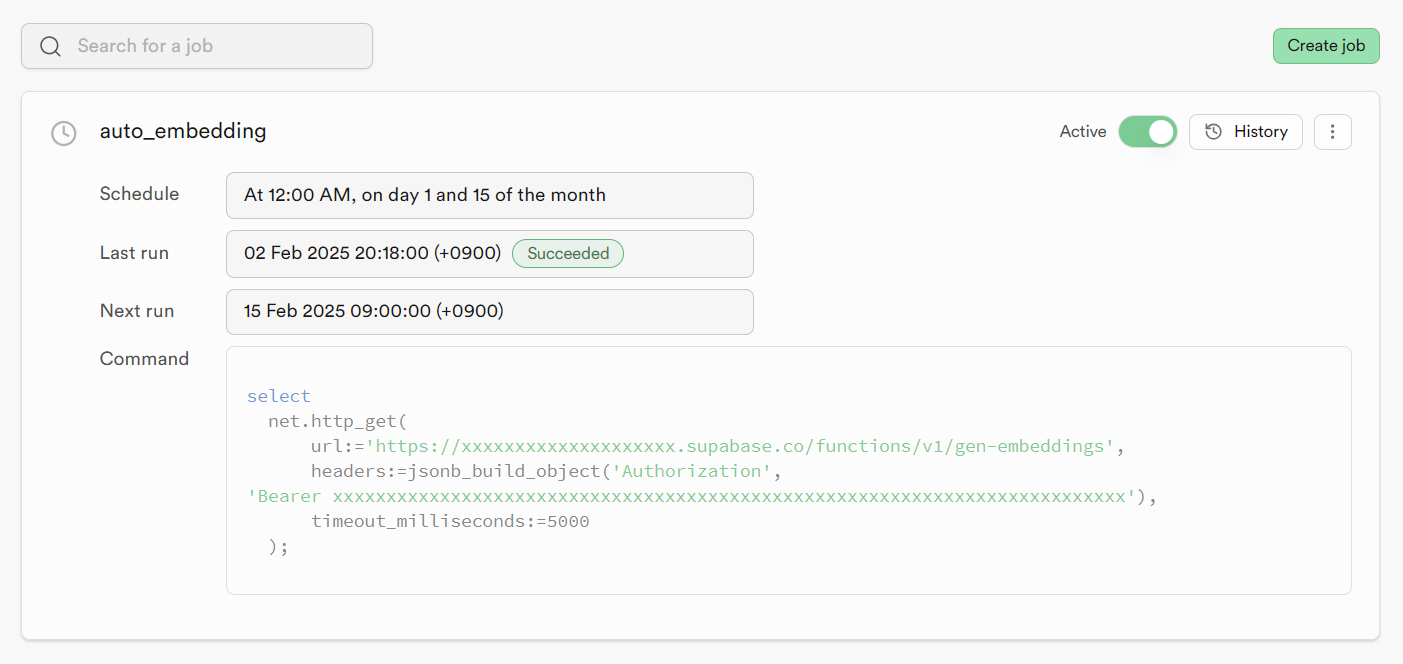 Search for a job
Create job
auto_embedding
Active
History
Schedule
At 12:00 AM, on day 1 and 15 of the month
Last run
02 Feb 2025 20:18:00 (+0900) Succeeded
Next run
15 Feb 2025 09:00:00 (+0900)
Command
select
  net.http_get(
      url:='https://xxxxxxxxxxxxxxxxxxxx.supabase.co/functions/v1/gen-embeddings',
      headers:=jsonb_build_object('Authorization',
'Bearer xxxxxxxxxxxxxxxxxxxxxxxxxxxxxxxxxxxxxxxxxxxxxxxxxxxxxxxxxxxxxxxxxxxxxxxxxx'),
      timeout_milliseconds:=5000
  );